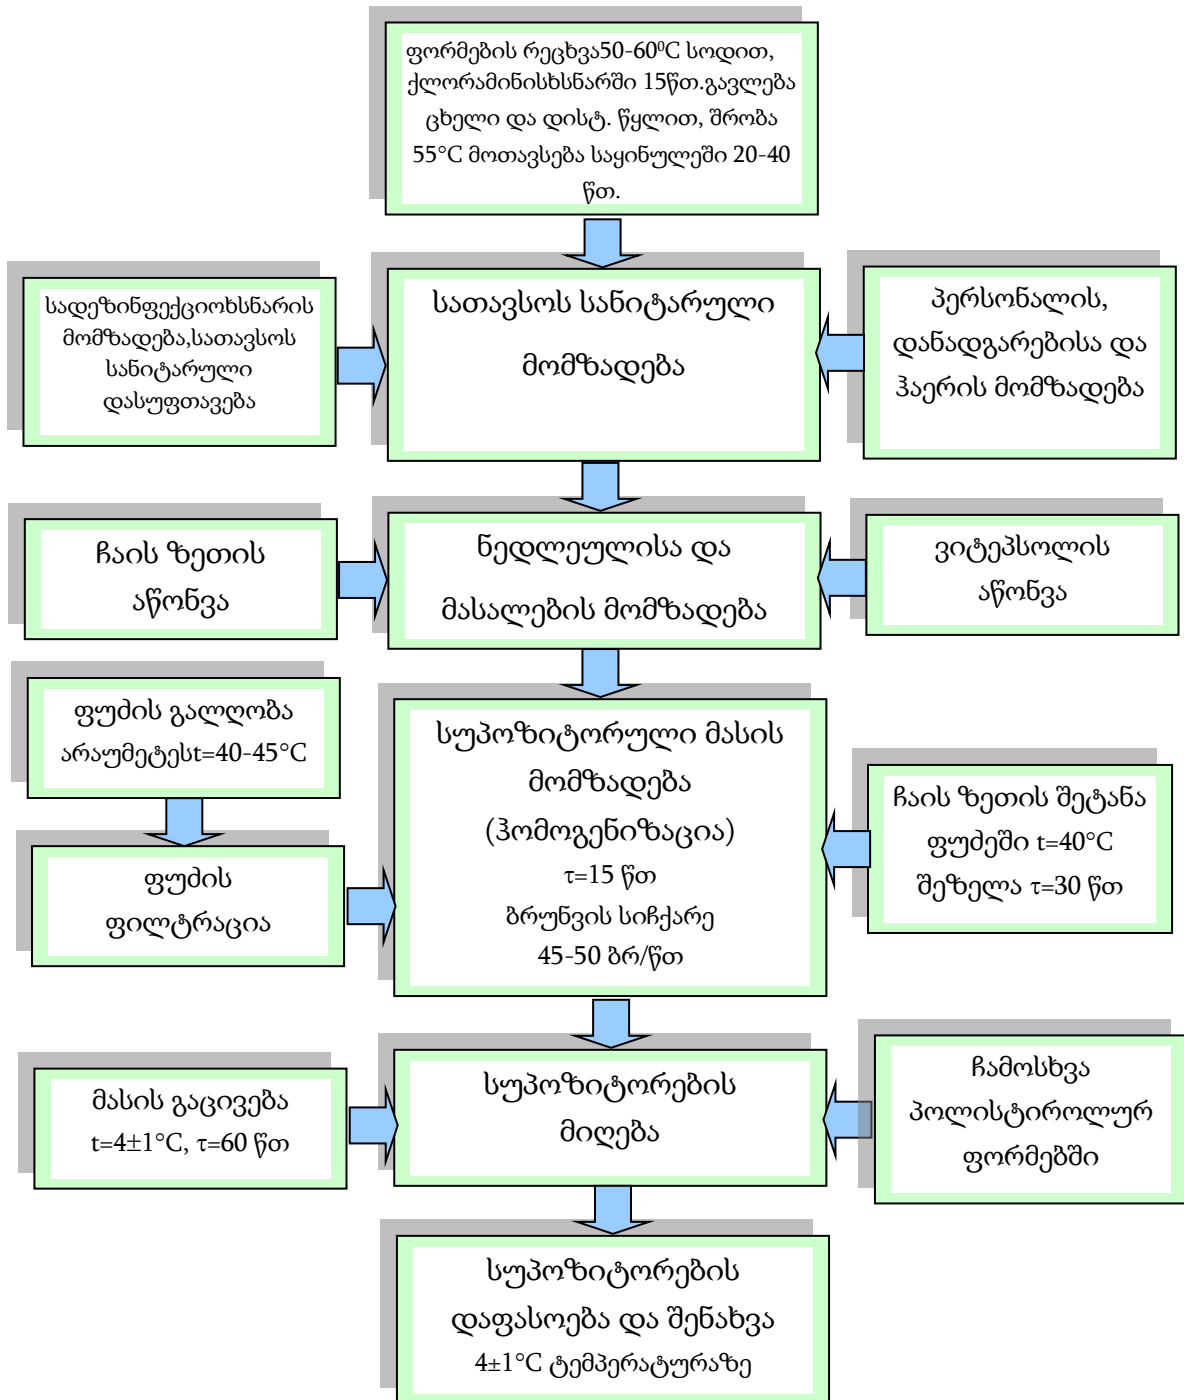 ფორმების რეცხვა50-60⁰C სოდით,
ქლორამინისხსნარში 15წთ.გავლება
ცხელი და დისტ. წყლით, შრობა
55°C მოთავსება საყინულეში 20-40
წთ.
სადეზინფექციოხსნარის
მომზადება,სათავსოს
სანიტარული
დასუფთავება
სათავსოს სანიტარული
მომზადება
პერსონალის,
დანადგარებისა და
ჰაერის მომზადება
ჩაის ზეთის
აწონვა
ნედლეულისა და
მასალების მომზადება
ვიტეპსოლის
აწონვა
ფუძის გალღობა
არაუმეტესt=40-45°C
ფუძის
ფილტრაცია
სუპოზიტორული მასის
მომზადება
(ჰომოგენიზაცია)
τ=15 წთ
ბრუნვის სიჩქარე
45-50 ბრ/წთ
ჩაის ზეთის შეტანა
ფუძეში t=40°C
შეზელა τ=30 წთ
მასის გაცივება
t=4±1°C, τ=60 წთ
სუპოზიტორების
მიღება
ჩამოსხვა
პოლისტიროლურ
ფორმებში
სუპოზიტორების
დაფასოება და შენახვა
4±1°C ტემპერატურაზე